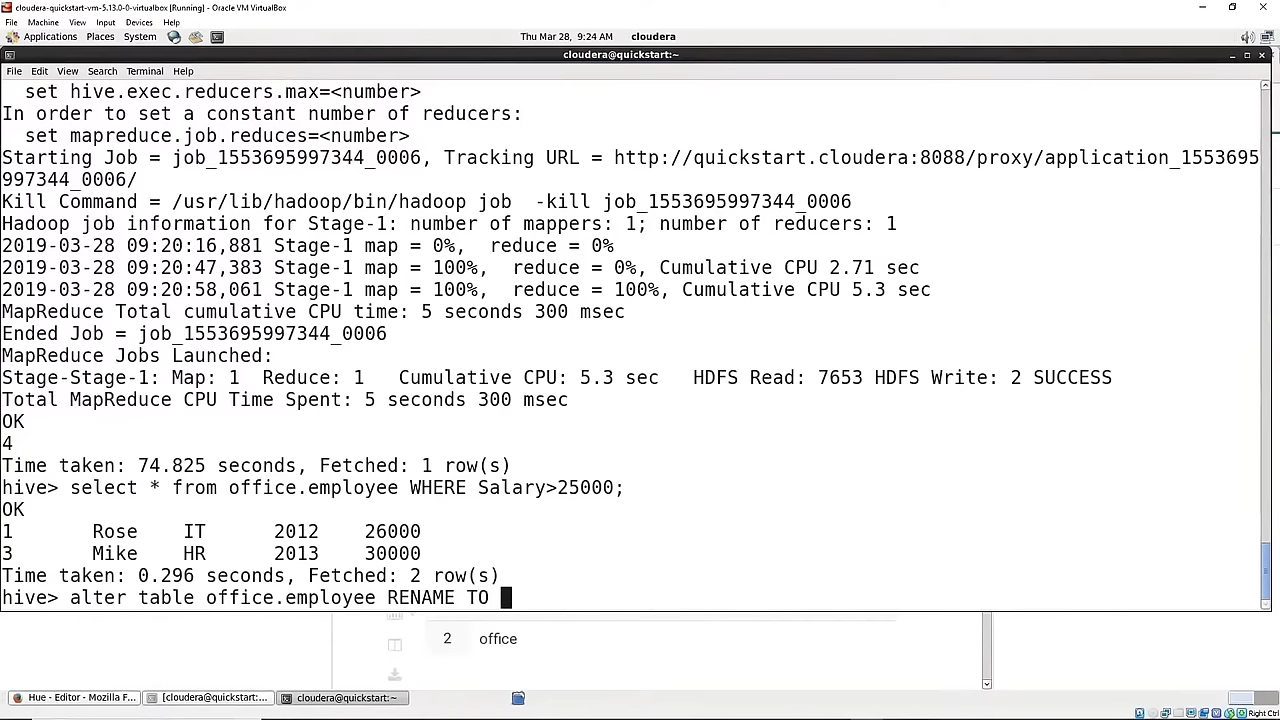 cloudera-quickstart-vm-5.13.0-0-virtualbox [Running] - Oracle VM VirtualBox
File Machine View Input Devices Help
Applications Places System Thu Mar 28, 9:24 AM cloudera
cloudera@quickstart:~
File Edit View Search Terminal Help
set hive.exec.reducers.max=<number>
In order to set a constant number of reducers:
set mapreduce.job.reduces=<number>
Starting Job = job_1553695997344_0006, Tracking URL = http://quickstart.cloudera:8088/proxy/application_1553695
997344_0006/
Kill Command = /usr/lib/hadoop/bin/hadoop job  -kill job_1553695997344_0006
Hadoop job information for Stage-1: number of mappers: 1; number of reducers: 1
2019-03-28 09:20:16,881 Stage-1 map = 0%,  reduce = 0%
2019-03-28 09:20:47,383 Stage-1 map = 100%,  reduce = 0%, Cumulative CPU 2.71 sec
2019-03-28 09:20:58,061 Stage-1 map = 100%,  reduce = 100%, Cumulative CPU 5.3 sec
MapReduce Total cumulative CPU time: 5 seconds 300 msec
Ended Job = job_1553695997344_0006
MapReduce Jobs Launched:
Stage-Stage-1: Map: 1  Reduce: 1   Cumulative CPU: 5.3 sec   HDFS Read: 7653 HDFS Write: 2 SUCCESS
Total MapReduce CPU Time Spent: 5 seconds 300 msec
OK
4
Time taken: 74.825 seconds, Fetched: 1 row(s)
hive> select * from office.employee WHERE Salary>25000;
OK
1 Rose IT 2012 26000
3 Mike HR 2013 30000
Time taken: 0.296 seconds, Fetched: 2 row(s)
hive> alter table office.employee RENAME TO
2 office
Hue - Editor - Mozilla F... [cloudera@quickstart:... cloudera@quickstart:~
Right Ctrl